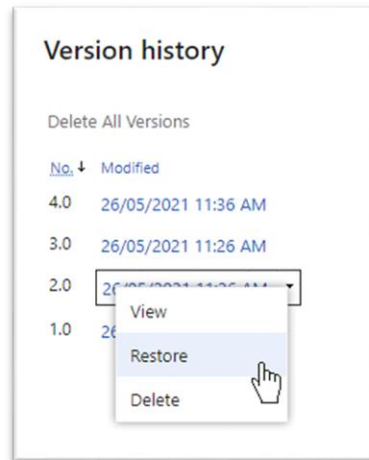 Version history
Delete All Versions
No. ↓ Modified
4.0 26/05/2021 11:36 AM
3.0 26/05/2021 11:26 AM
2.0
View
1.0 26
Restore
Delete